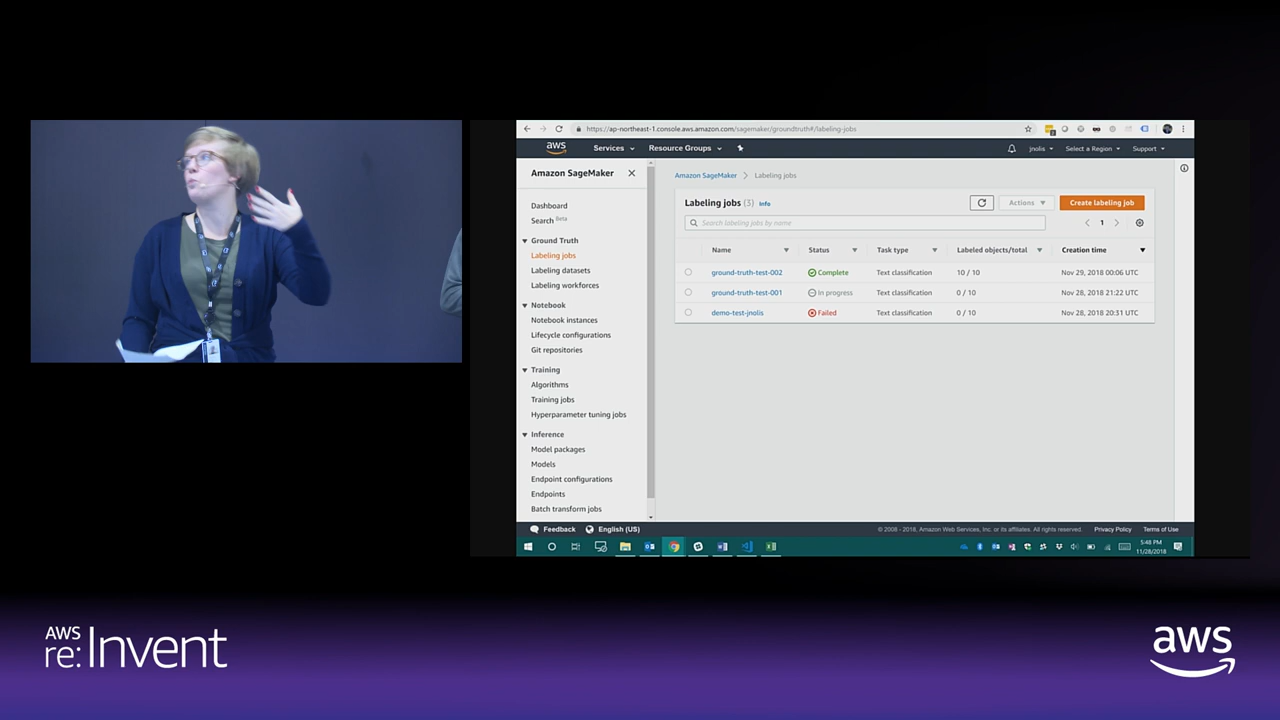 https://ap-northeast-1.console.aws.amazon.com/sagemaker/groundtruth#/labeling-jobs
aws Services Resource Groups jnolis Select a Region Support
Amazon SageMaker
Dashboard
Search Beta
Ground Truth
Labeling jobs
Labeling datasets
Labeling workforces
Notebook
Notebook instances
Lifecycle configurations
Git repositories
Training
Algorithms
Training jobs
Hyperparameter tuning jobs
Inference
Model packages
Models
Endpoint configurations
Endpoints
Batch transform jobs
Amazon SageMaker > Labeling jobs
Labeling jobs (3) Info Actions Create labeling job
Search labeling jobs by name 1
Name Status Task type Labeled objects/total Creation time
ground-truth-test-002 Complete Text classification 10 / 10 Nov 29, 2018 00:06 UTC
ground-truth-test-001 In progress Text classification 0 / 10 Nov 28, 2018 21:22 UTC
demo-test-jnolis Failed Text classification 0 / 10 Nov 28, 2018 20:31 UTC
Feedback English (US) © 2008 - 2018, Amazon Web Services, Inc. or its affiliates. All rights reserved. Privacy Policy Terms of Use
5:48 PM
11/28/2018
AWS
re:Invent
aws